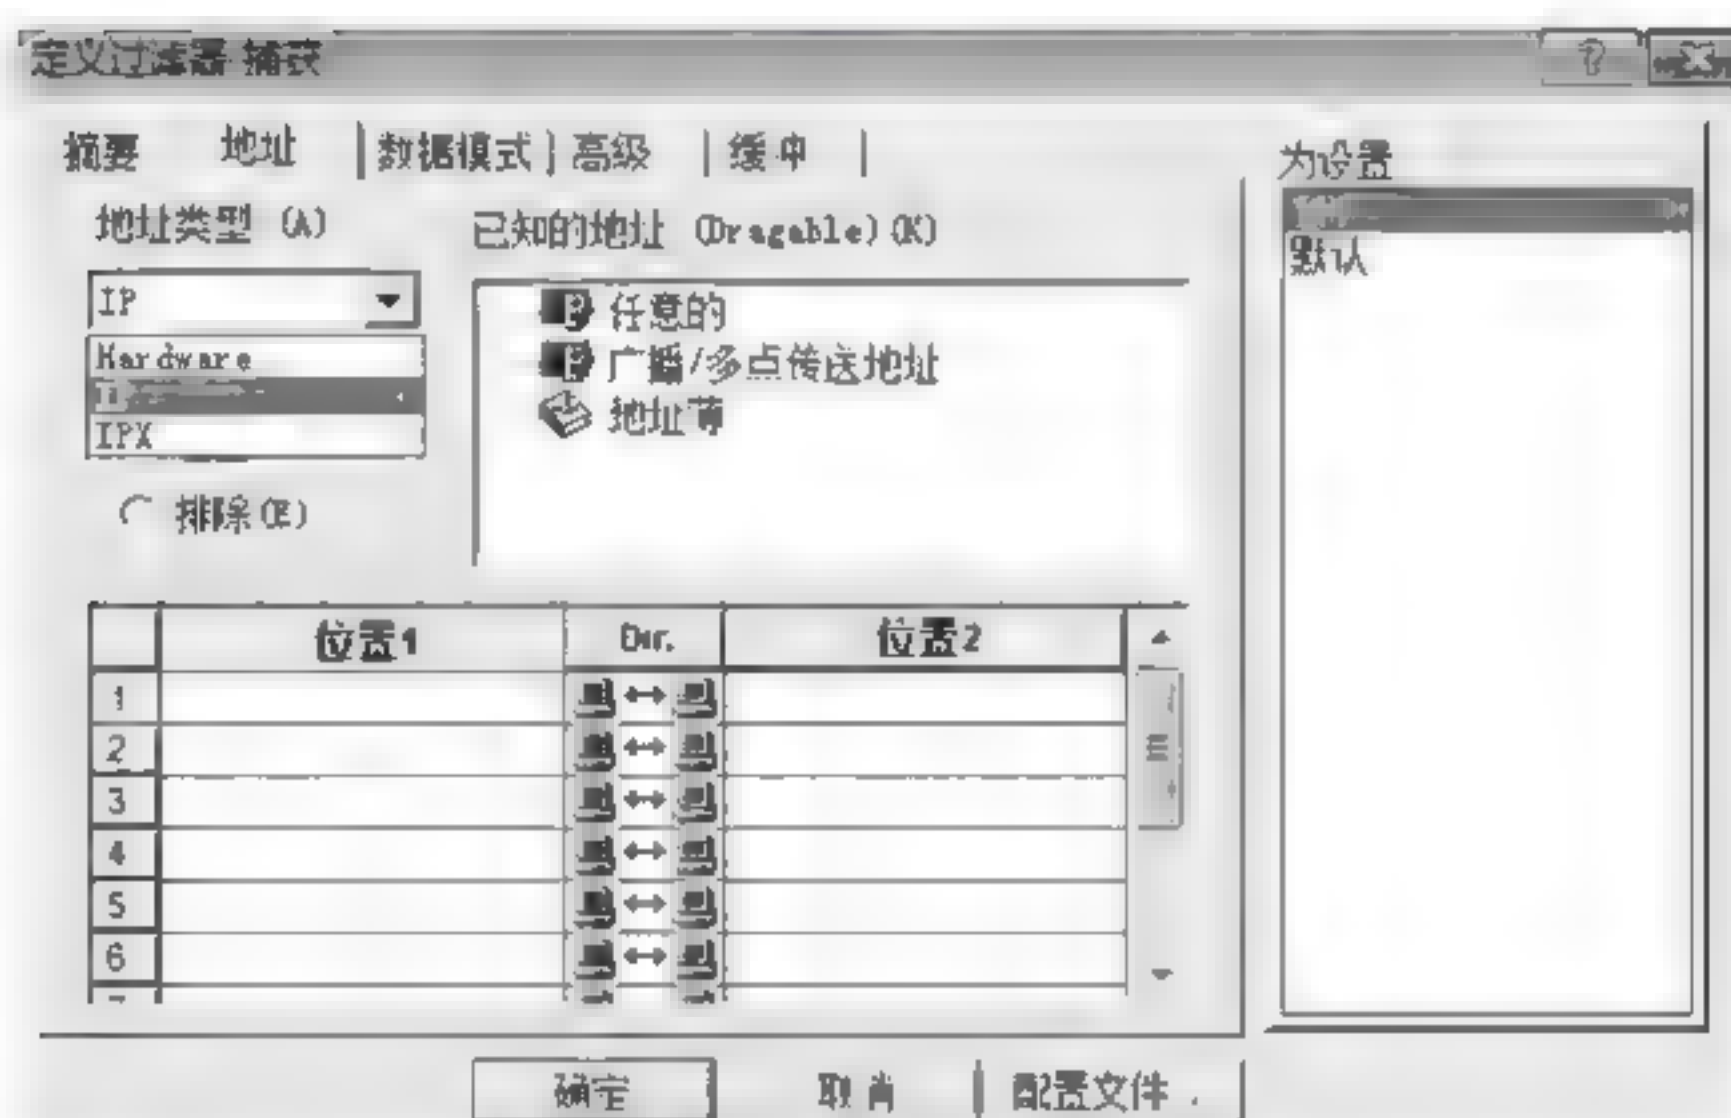 定义过滤器-捕获
摘要 地址 数据模式 高级 缓冲
为设置
地址类型 (A) 已知的地址 (Dragable)(K)
默认
IP
任意的
Hardware
广播/多点传送地址
地址簿
IPX
排除(E)
位置1 Dir. 位置2
1
2
3
4
5
6
确定 取消 配置文件